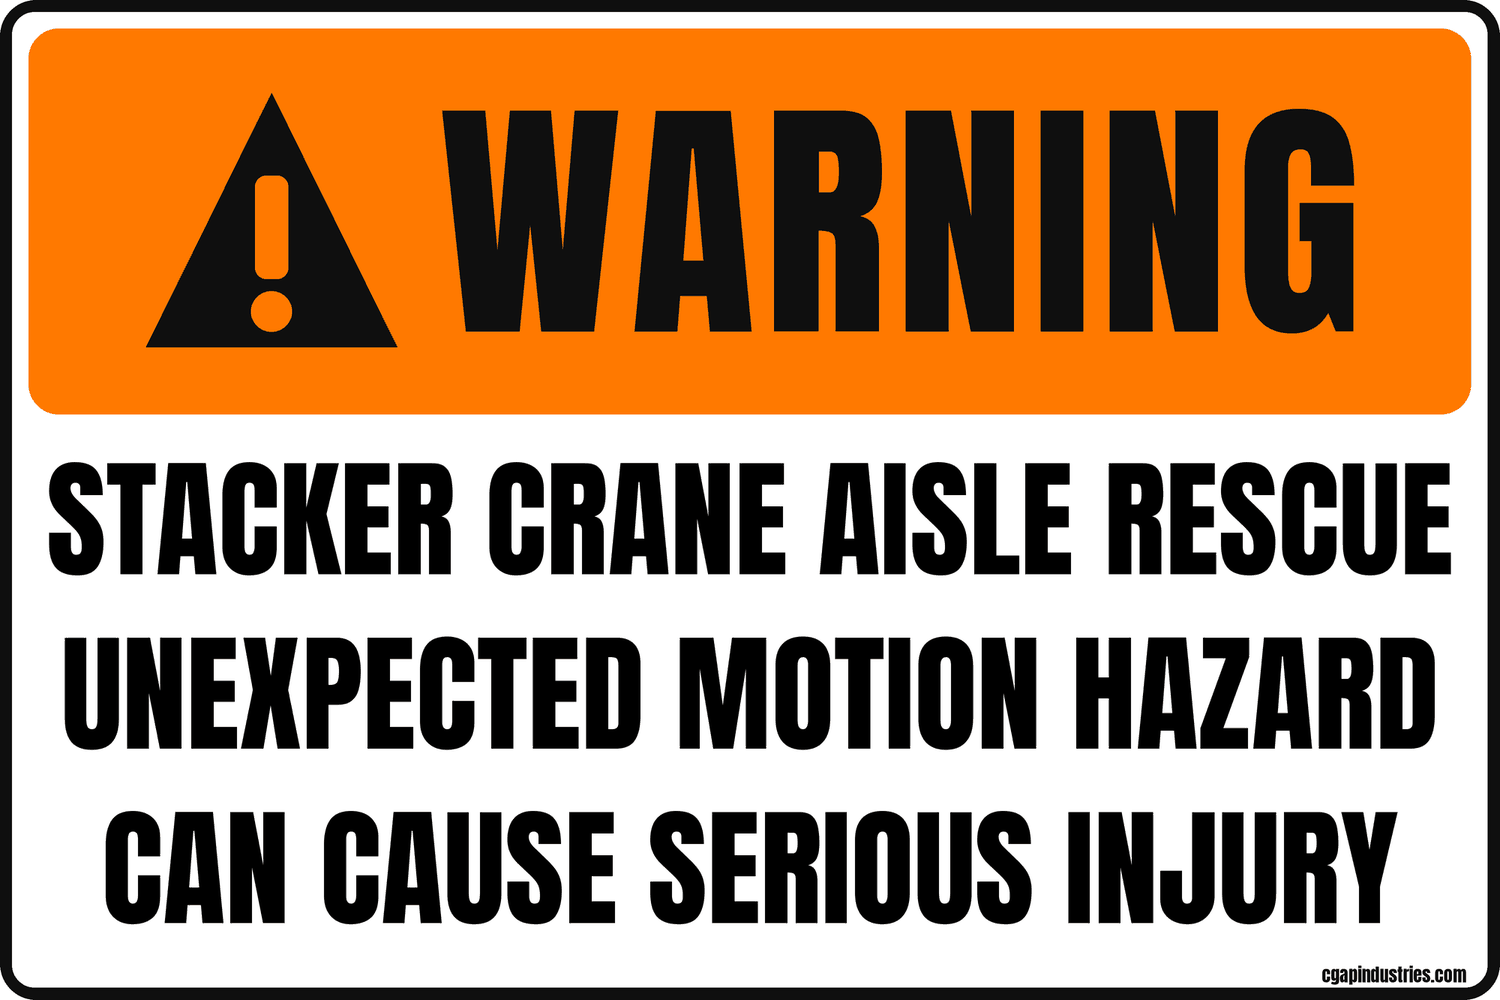 WARNING
STACKER CRANE AISLE RESCUE
UNEXPECTED MOTION HAZARD
CAN CAUSE SERIOUS INJURY
cgapindustries.com